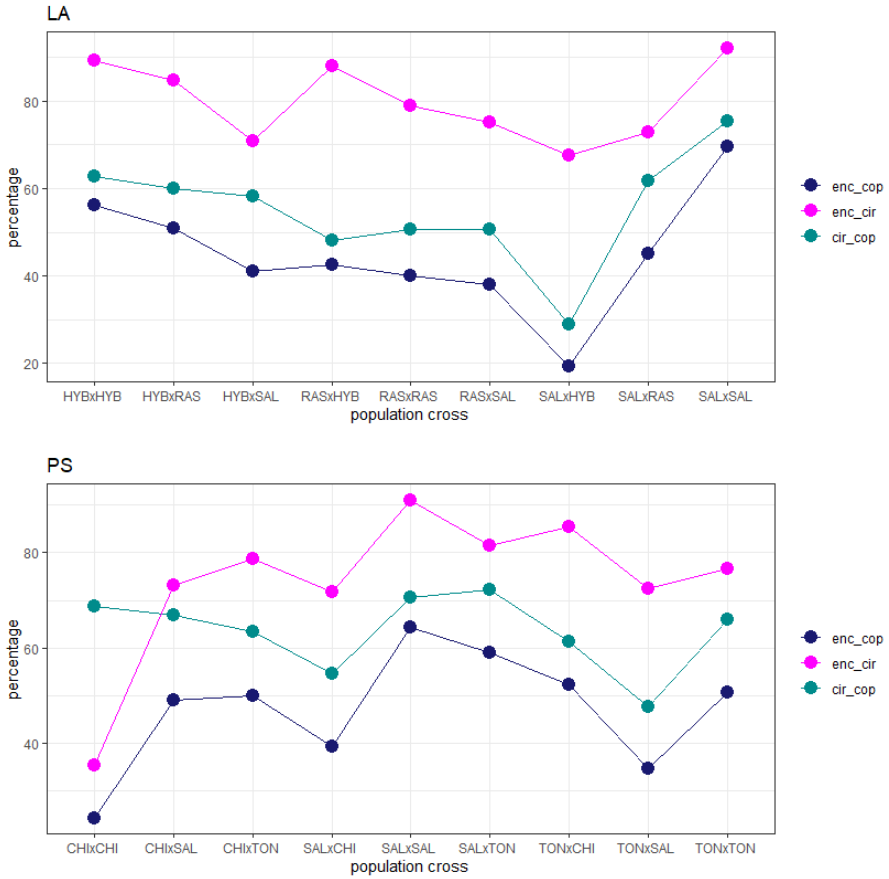 LA
percentage
80
60
40
20
HYBxHYB HYBxRAS HYBxSAL RASxHYB RASxRAS RASxSAL SALxHYB SALxRAS SALxSAL
population cross
enc_cop
enc_cir
cir_cop
PS
percentage
80
60
40
CHIxCHI CHIxSAL CHIxTON SALxCHI SALxSAL SALxTON TONxCHI TONxSAL TONxTON
population cross
enc_cop
enc_cir
cir_cop